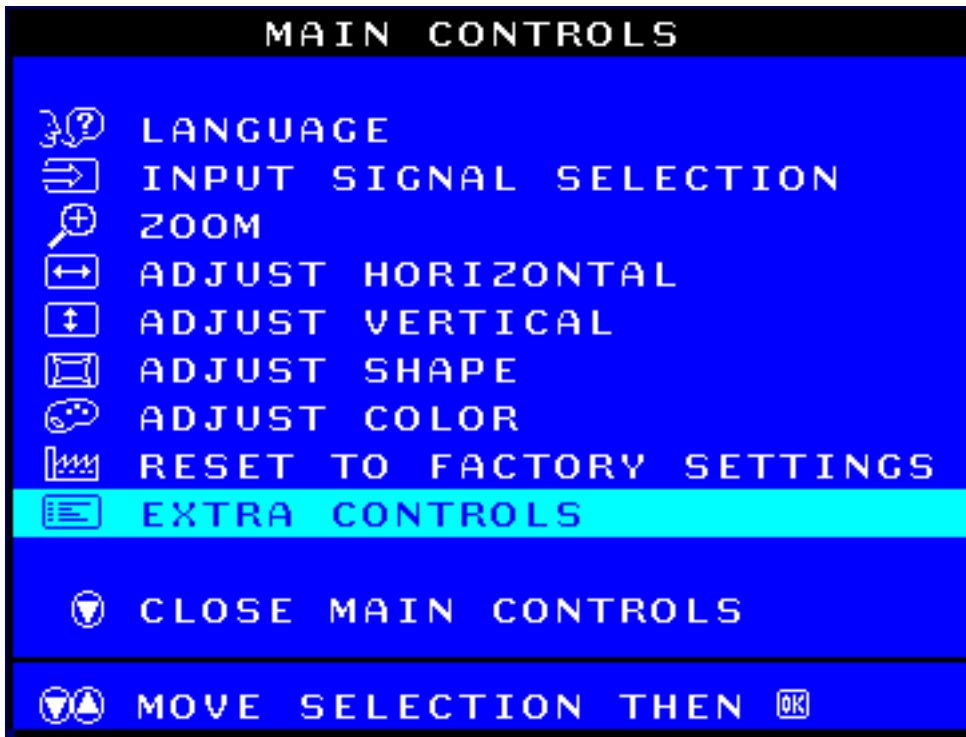 MAIN CONTROLS
LANGUAGE
INPUT SIGNAL SELECTION
ZOOM
ADJUST HORIZONTAL
ADJUST VERTICAL
ADJUST SHAPE
ADJUST COLOR
RESET TO FACTORY SETTINGS
EXTRA CONTROLS
CLOSE MAIN CONTROLS
MOVE SELECTION THEN OK